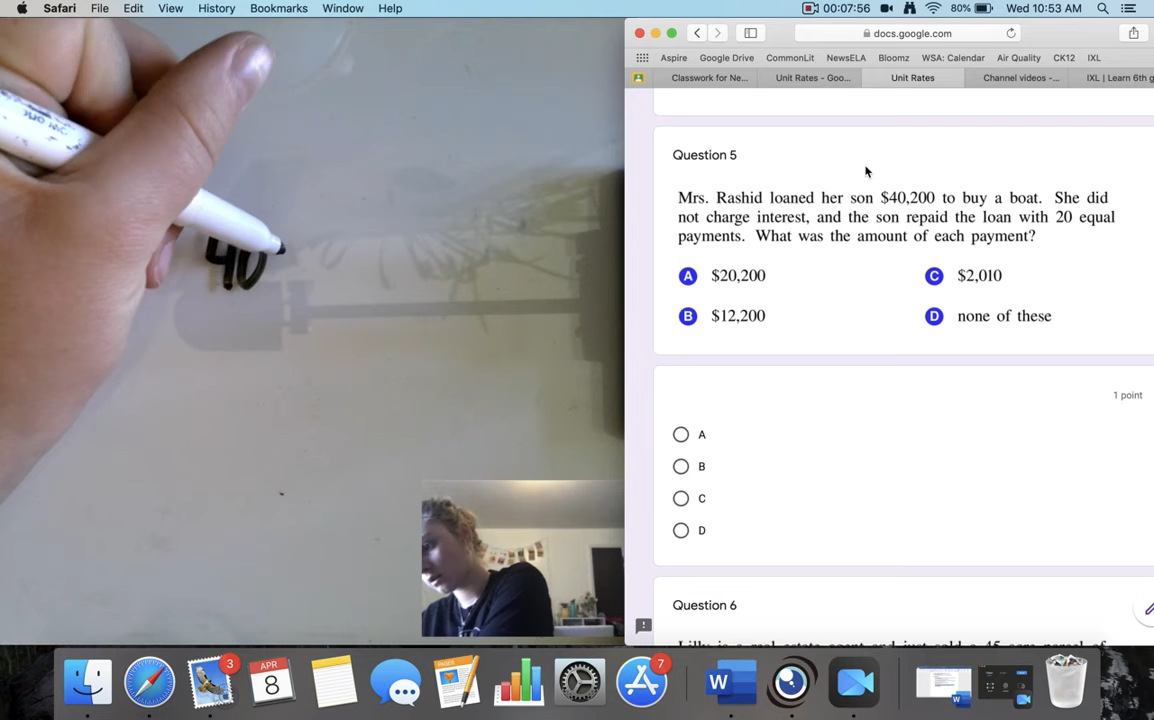 Safari File Edit View History Bookmarks Window Help 00:07:56 80% Wed 10:53 AM
docs.google.com
Aspire Google Drive CommonLit NewsELA Bloomz WSA: Calendar Air Quality CK12 IXL
Classwork for Ne... Unit Rates - Goo... Unit Rates Channel videos -... IXL | Learn 6th g
40
Question 5
Mrs. Rashid loaned her son $40,200 to buy a boat. She did
not charge interest, and the son repaid the loan with 20 equal
payments. What was the amount of each payment?
A $20,200 C $2,010
B $12,200 D none of these
1 point
A
B
C
D
Question 6
3
APR
8
PAGES
7
W